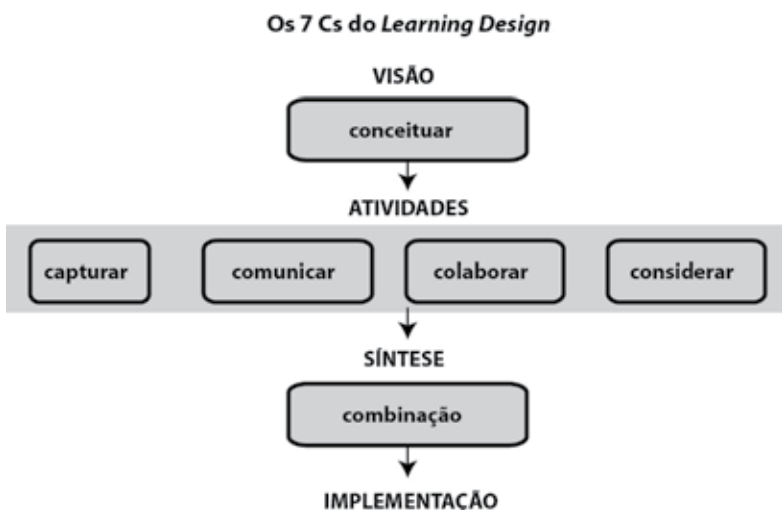 Os 7 Cs do Learning Design
VISÃO
conceituar
ATIVIDADES
capturar comunicar colaborar considerar
SÍNTESE
combinação
IMPLEMENTAÇÃO